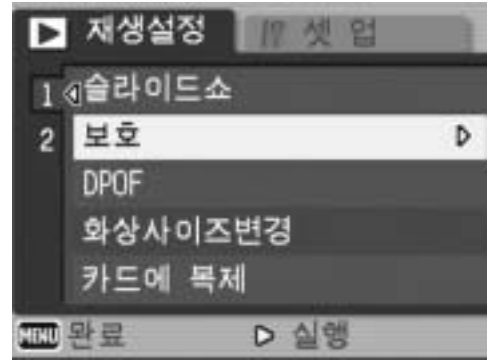 재생설정 셋 업
1 슬라이드쇼
2 보호
DPOF
화상사이즈변경
카드에 복제
MENU 완료 실행